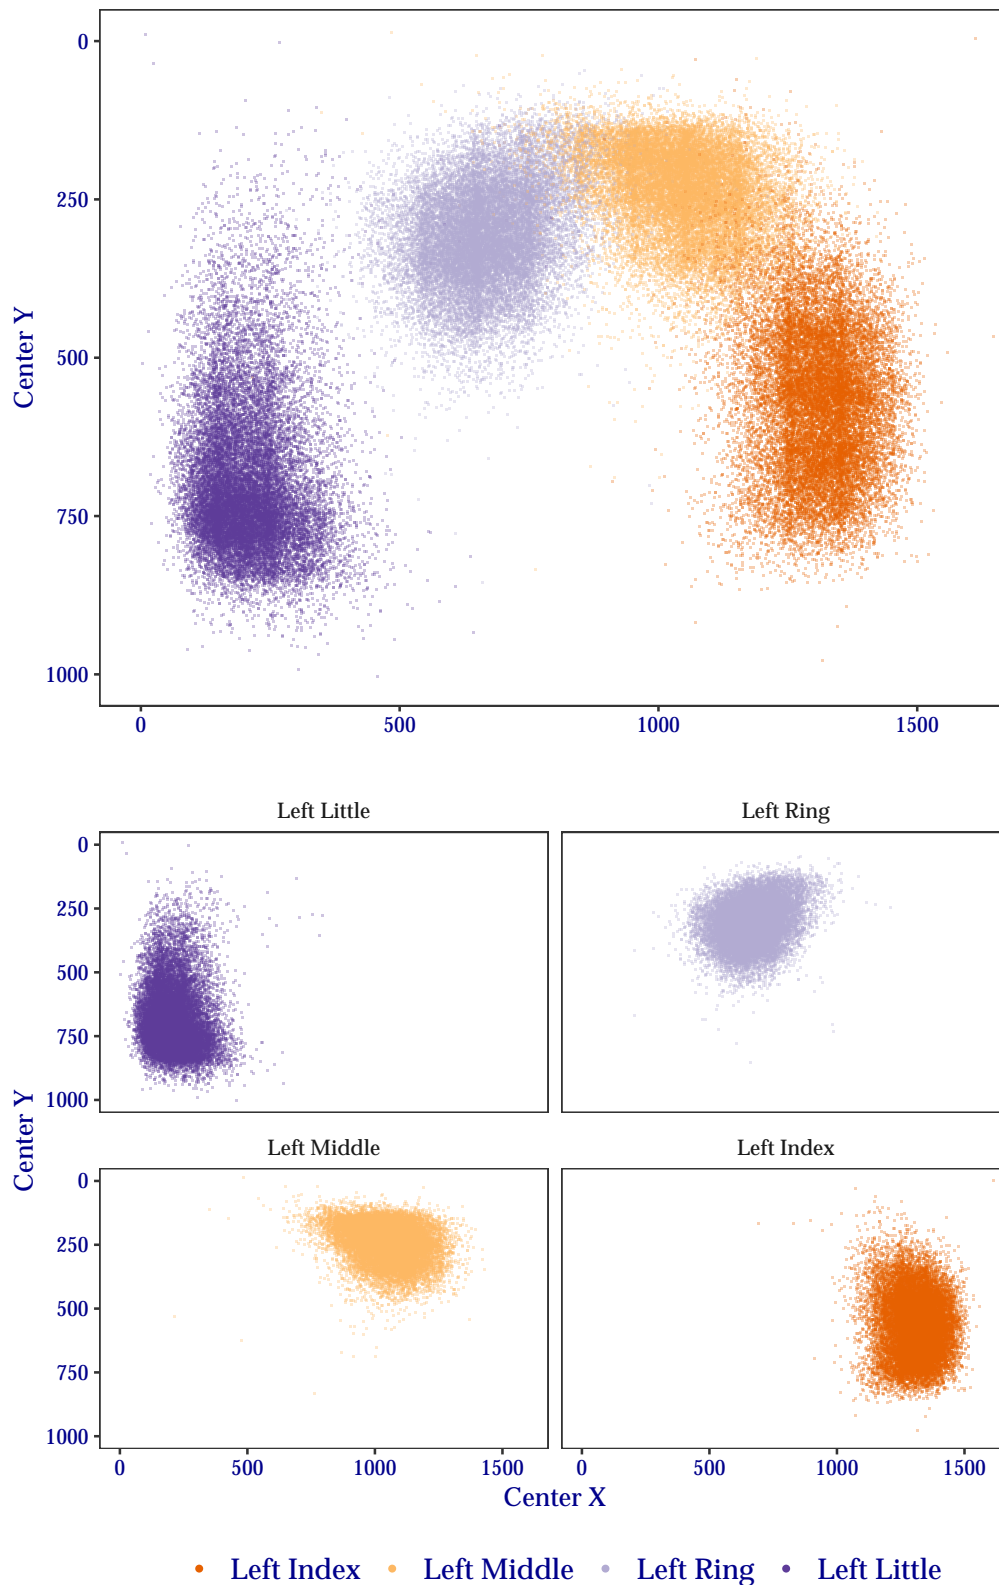 0
250
500
750
1000
Center Y
0 500 1000 1500
Left Little Left Ring
0
250
500
750
1000
Center Y
Left Middle Left Index
0
250
500
750
1000
0 500 1000 1500 0 500 1000 1500
Center X
Left Index Left Middle Left Ring Left Little